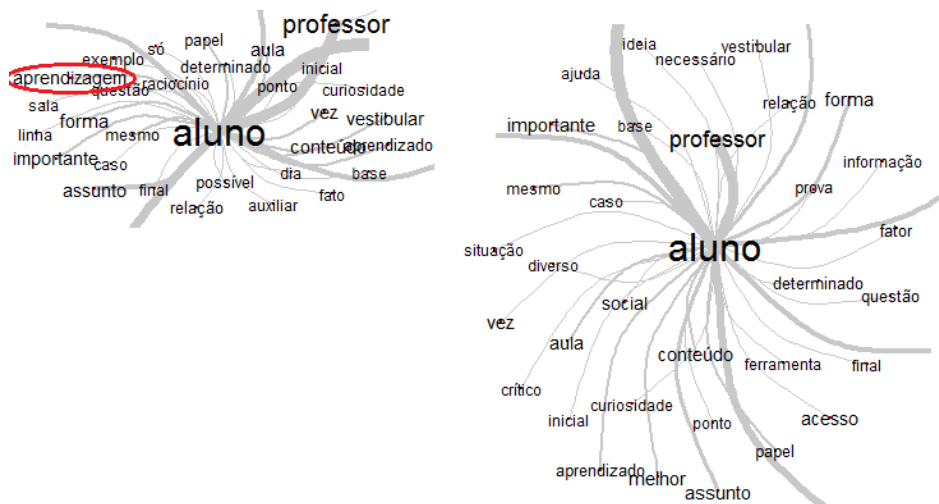 professor
papel
só
aula
exemplo
determinado
inicial
aprendizagem
questão
raciocínio
ponto
curiosidade
sala
forma
vez
vestibular
linha
mesmo
aluno
conteúdo
aprendizado
importante
caso
dia
base
assunto
final
possível
fato
relação
auxiliar
ideia
vestibular
necessário
ajuda
relação
forma
importante
base
professor
informação
mesmo
prova
caso
fator
situação
aluno
diverso
determinado
questão
social
vez
aula
conteúdo
ferramenta
final
crítico
curiosidade
inicial
ponto
acesso
papel
aprendizado
melhor
assunto